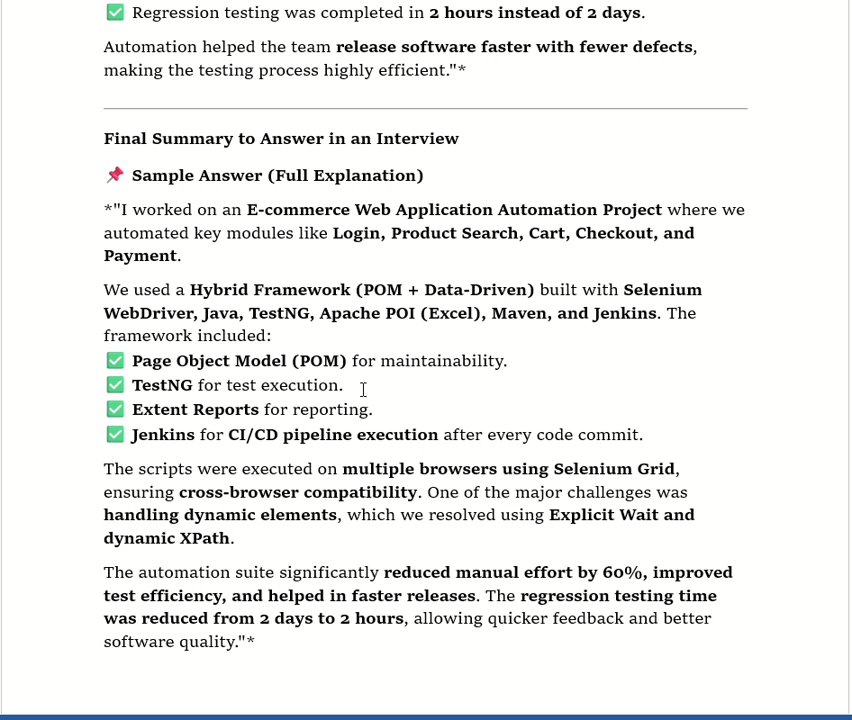 ✅ Regression testing was completed in 2 hours instead of 2 days.
Automation helped the team release software faster with fewer defects,
making the testing process highly efficient."*
Final Summary to Answer in an Interview
📌 Sample Answer (Full Explanation)
*"I worked on an E-commerce Web Application Automation Project where we
automated key modules like Login, Product Search, Cart, Checkout, and
Payment.
We used a Hybrid Framework (POM + Data-Driven) built with Selenium
WebDriver, Java, TestNG, Apache POI (Excel), Maven, and Jenkins. The
framework included:
✅ Page Object Model (POM) for maintainability.
✅ TestNG for test execution.
✅ Extent Reports for reporting.
✅ Jenkins for CI/CD pipeline execution after every code commit.
The scripts were executed on multiple browsers using Selenium Grid,
ensuring cross-browser compatibility. One of the major challenges was
handling dynamic elements, which we resolved using Explicit Wait and
dynamic XPath.
The automation suite significantly reduced manual effort by 60%, improved
test efficiency, and helped in faster releases. The regression testing time
was reduced from 2 days to 2 hours, allowing quicker feedback and better
software quality."*